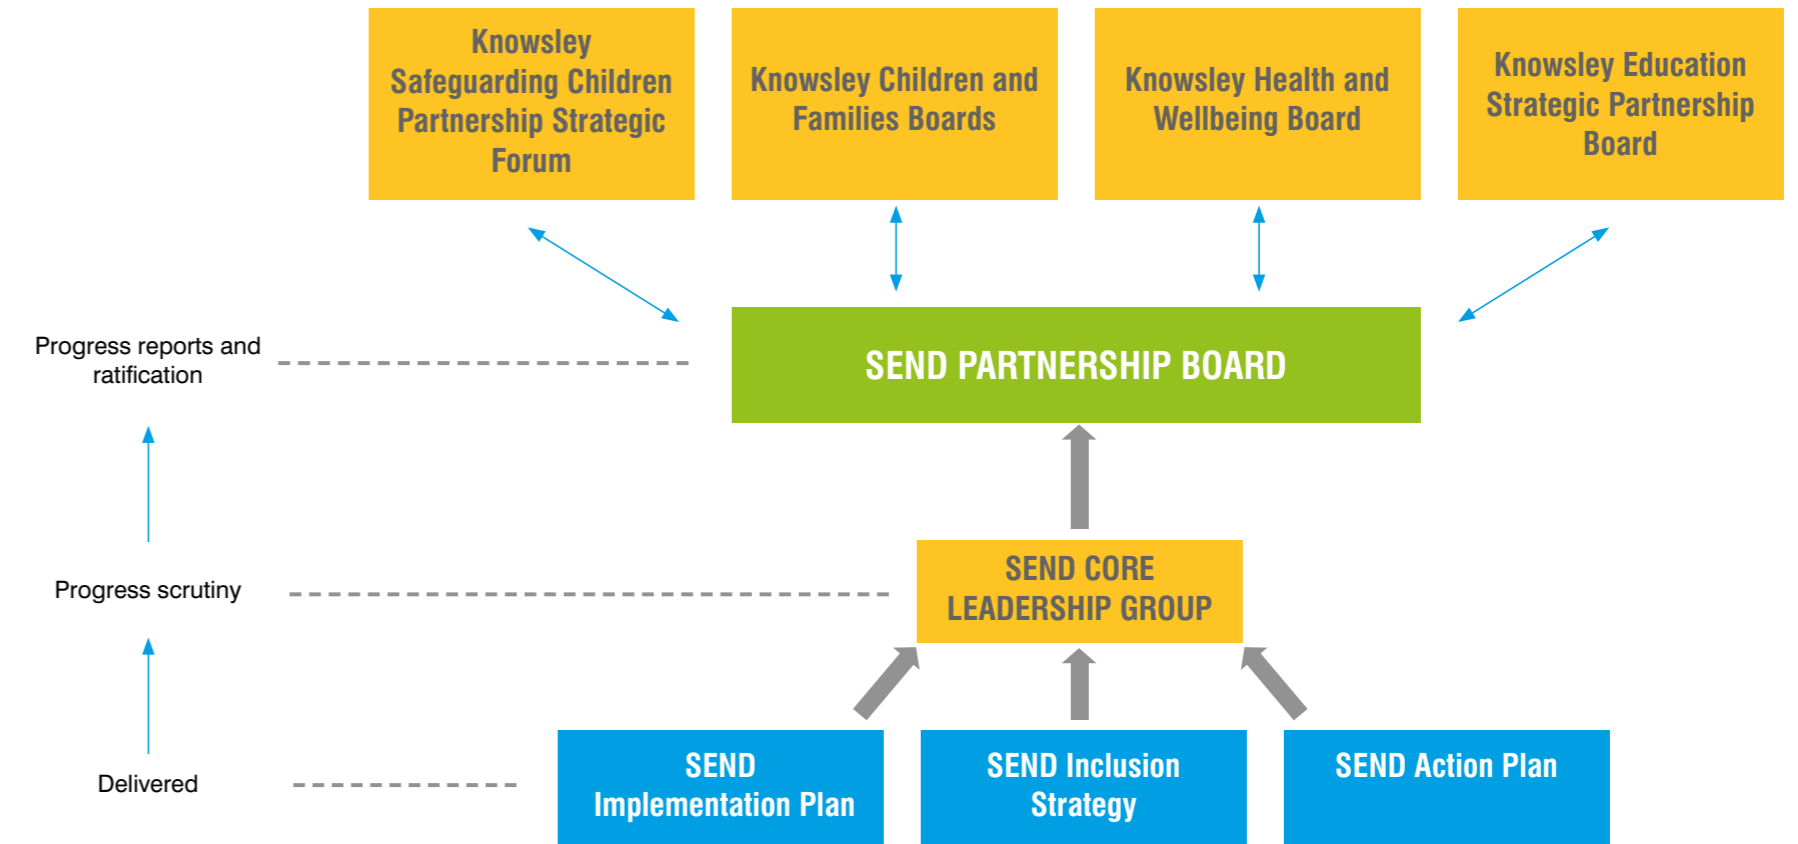 Knowsley
Safeguarding Children
Partnership Strategic
Forum
Knowsley Children and
Families Boards
Knowsley Health and
Wellbeing Board
Knowsley Education
Strategic Partnership
Board
Progress reports and
ratification
SEND PARTNERSHIP BOARD
Progress scrutiny
SEND CORE
LEADERSHIP GROUP
Delivered
SEND
Implementation Plan
SEND Inclusion
Strategy
SEND Action Plan